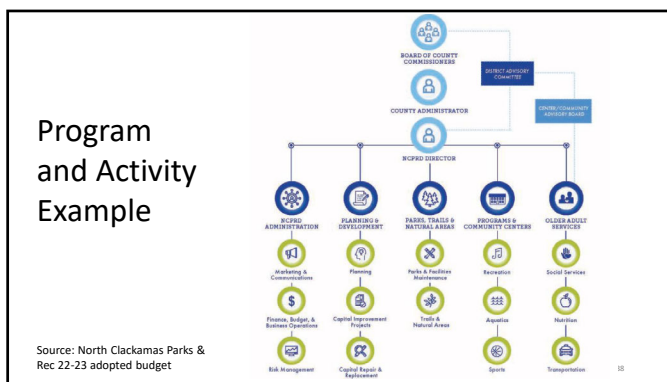 Program
and Activity
Example
Source: North Clackamas Parks &
Rec 22-23 adopted budget
BOARD OF COUNTY
COMMISSIONERS
DISTRICT ADVISORY
COMMITTEE
COUNTY ADMINISTRATOR
CENTER/COMMUNITY
ADVISORY BOARD
NCPRD DIRECTOR
NCPRD
ADMINISTRATION
PLANNING &
DEVELOPMENT
PARKS, TRAILS &
NATURAL AREAS
PROGRAMS &
COMMUNITY CENTERS
OLDER ADULT
SERVICES
Marketing &
Communications
Planning
Parks & Facilities
Maintenance
Recreation
Social Services
$
Finance, Budget, &
Business Operations
Capital Improvement
Projects
Trails &
Natural Areas
Aquatics
Nutrition
Risk Management
Capital Repair &
Replacement
Sports
Transportation
18